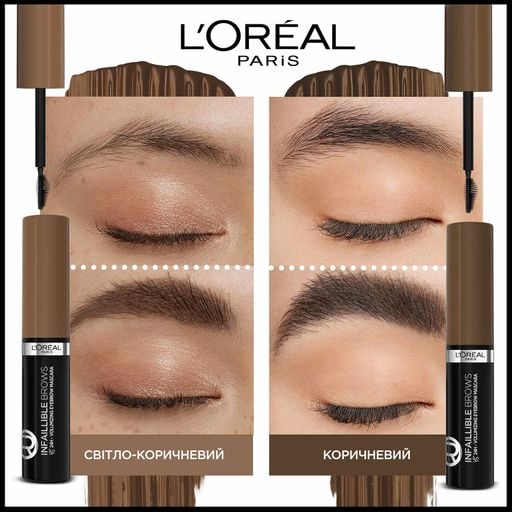 L'ORÉAL
PARIS
L'ORÉAL
PARIS
INFAILLIBLE BROWS
24H VOLUMIZING EYEBROW MASCARA
СВІТЛО-КОРИЧНЕВИЙ
L'ORÉAL
PARIS
INFAILLIBLE BROWS
24H VOLUMIZING EYEBROW MASCARA
КОРИЧНЕВИЙ